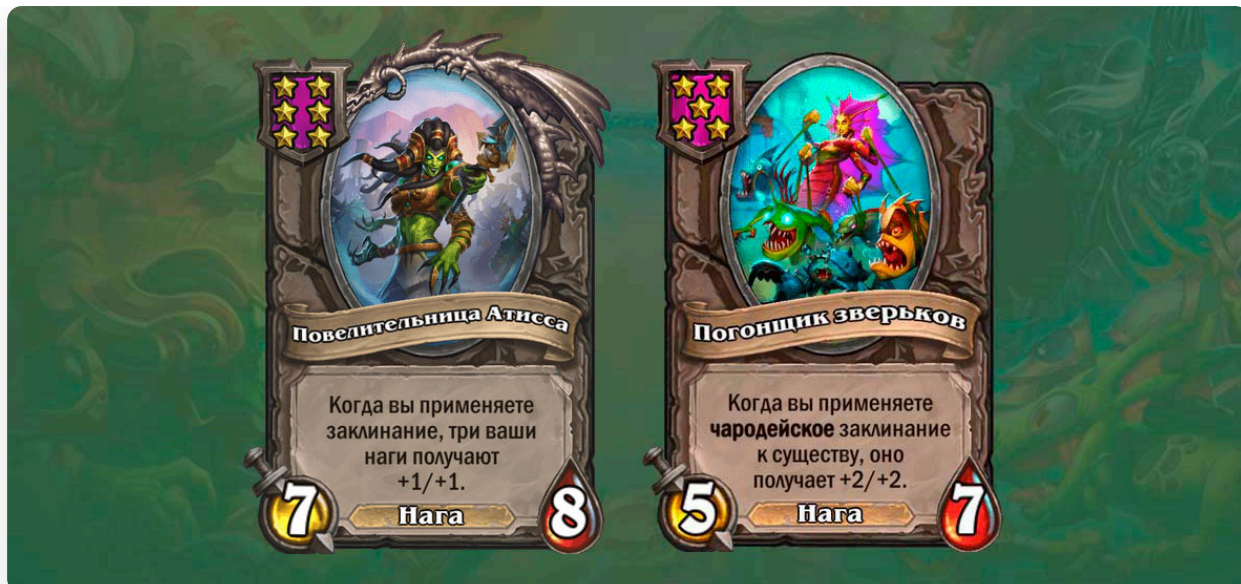 Повелительница Атисса
Когда вы применяете
заклинание, три ваши
наги получают
+1/+1.
7
Нага
8
Погонщик зверьков
Когда вы применяете
чародейское заклинание
к существу, оно
получает +2/+2.
5
Нага
7